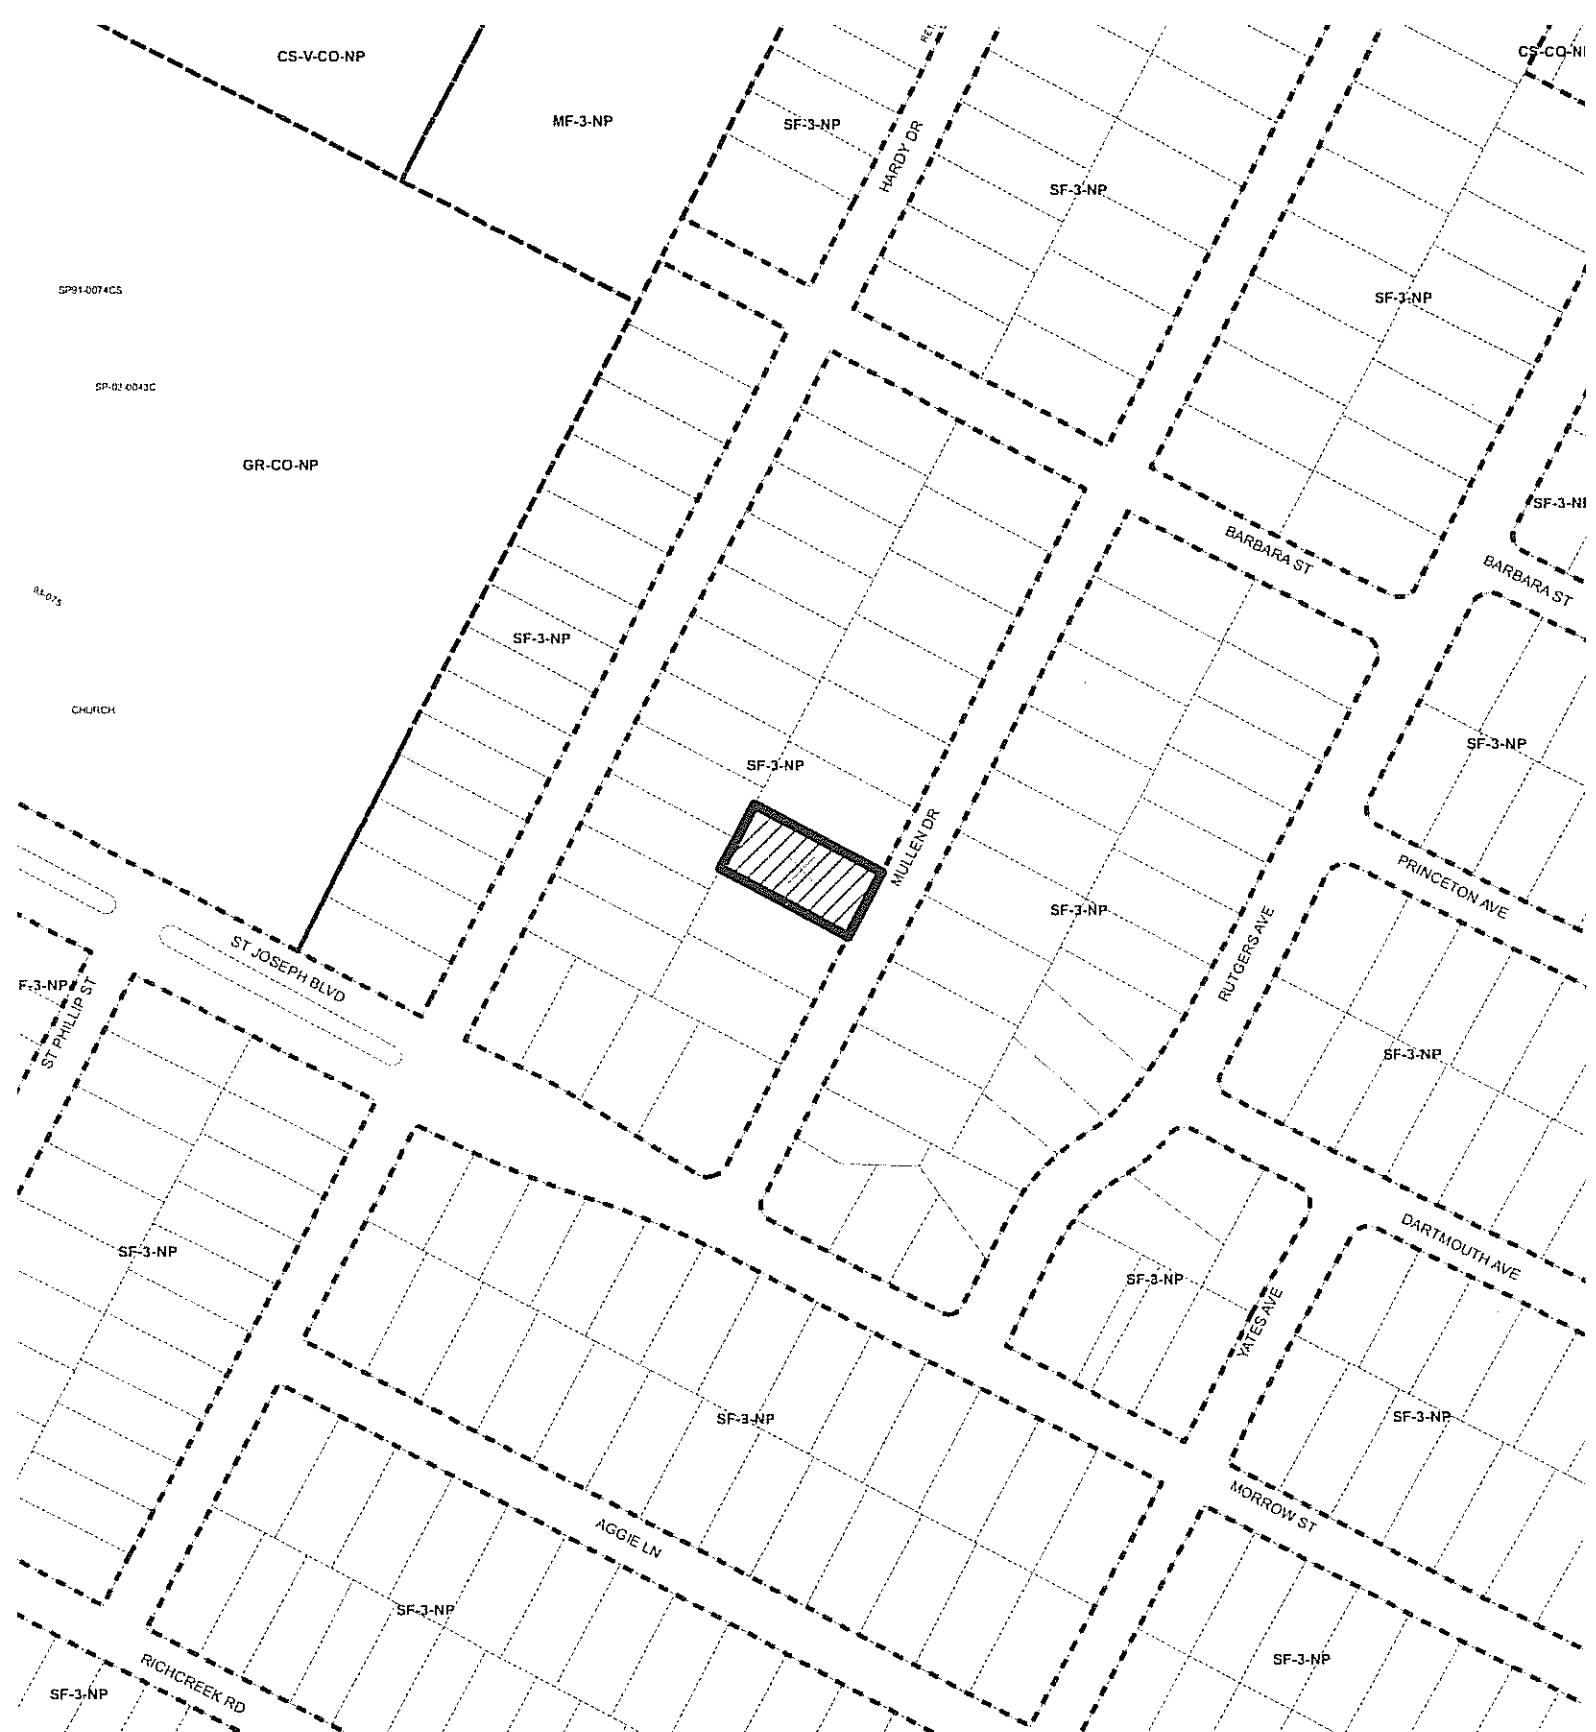 CS-V-CO-NP
CS-CO-N
MF-3-NP
SF-3-NP
HARDY DR
SF-3-NP
SP91-0074CS
SF-3-NP
SP-02-0043C
GR-CO-NP
SF-3-N
BARBARA ST
BARBARA ST
SF-3-NP
CHURCH
SF-3-NP
SF-3-NP
MULLEN DR
PRINCETON AVE
SF-3-NP
RUTGERS AVE
ST JOSEPH BLVD
F-3-NP
ST PHILLIP ST
SF-3-NP
DARTMOUTH AVE
SF-3-NP
SF-3-NP
YATES AVE
SF-3-NP
SF-3-NP
MORROW ST
AGGIE LN
SF-3-NP
SF-3-NP
RICHCREEK RD
SF-3-NP